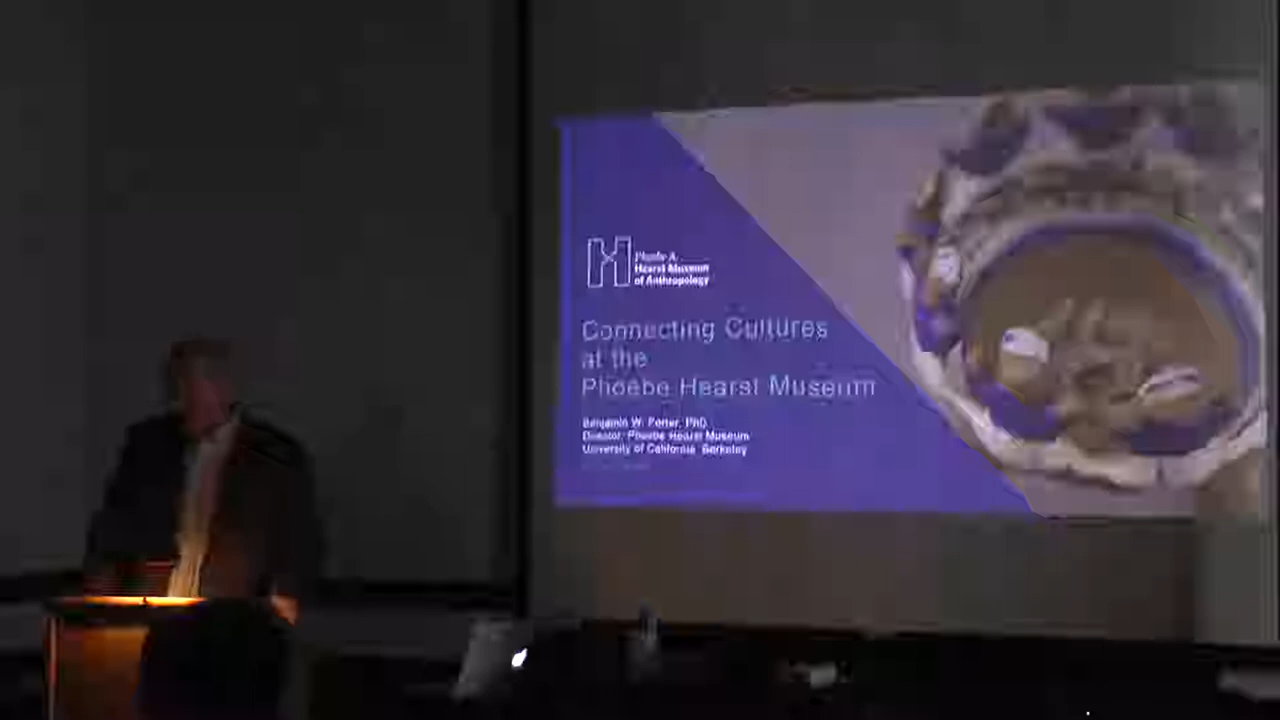 Phoebe A.
Hearst Museum
of Anthropology
Connecting Cultures
at the
Phoebe Hearst Museum
Benjamin W. Porter, PhD
Director, Phoebe Hearst Museum
University of California, Berkeley